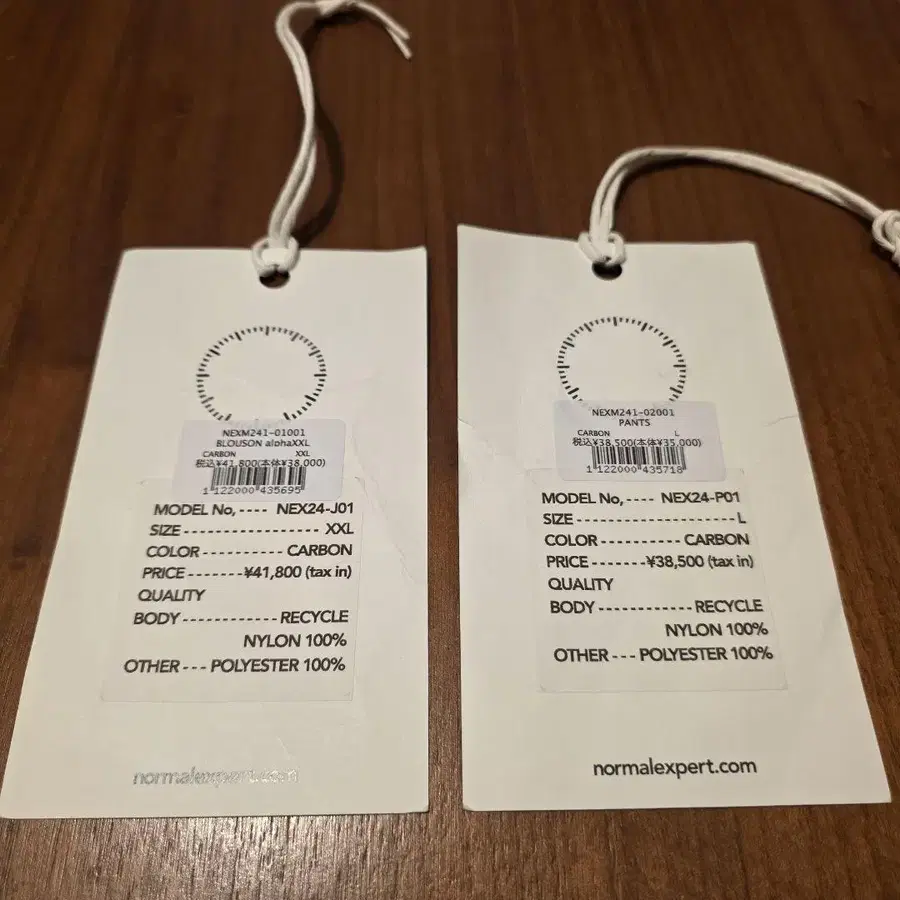 NEXM241-01001
BLOUSON alphaXXL
CARBON XXL
税込¥41,800(本体¥38,000)
1 122000 435695
MODEL No, ---- NEX24-J01
SIZE ----------------- XXL
COLOR ---------- CARBON
PRICE -------¥41,800 (tax in)
QUALITY
BODY ------------ RECYCLE
NYLON 100%
OTHER --- POLYESTER 100%
normalexpert.com
NEXM241-02001
PANTS
CARBON L
税込¥38,500(本体¥35,000)
1 122000 435718
MODEL No, ---- NEX24-P01
SIZE -------------------- L
COLOR ---------- CARBON
PRICE -------¥38,500 (tax in)
QUALITY
BODY ------------ RECYCLE
NYLON 100%
OTHER --- POLYESTER 100%
normalexpert.com